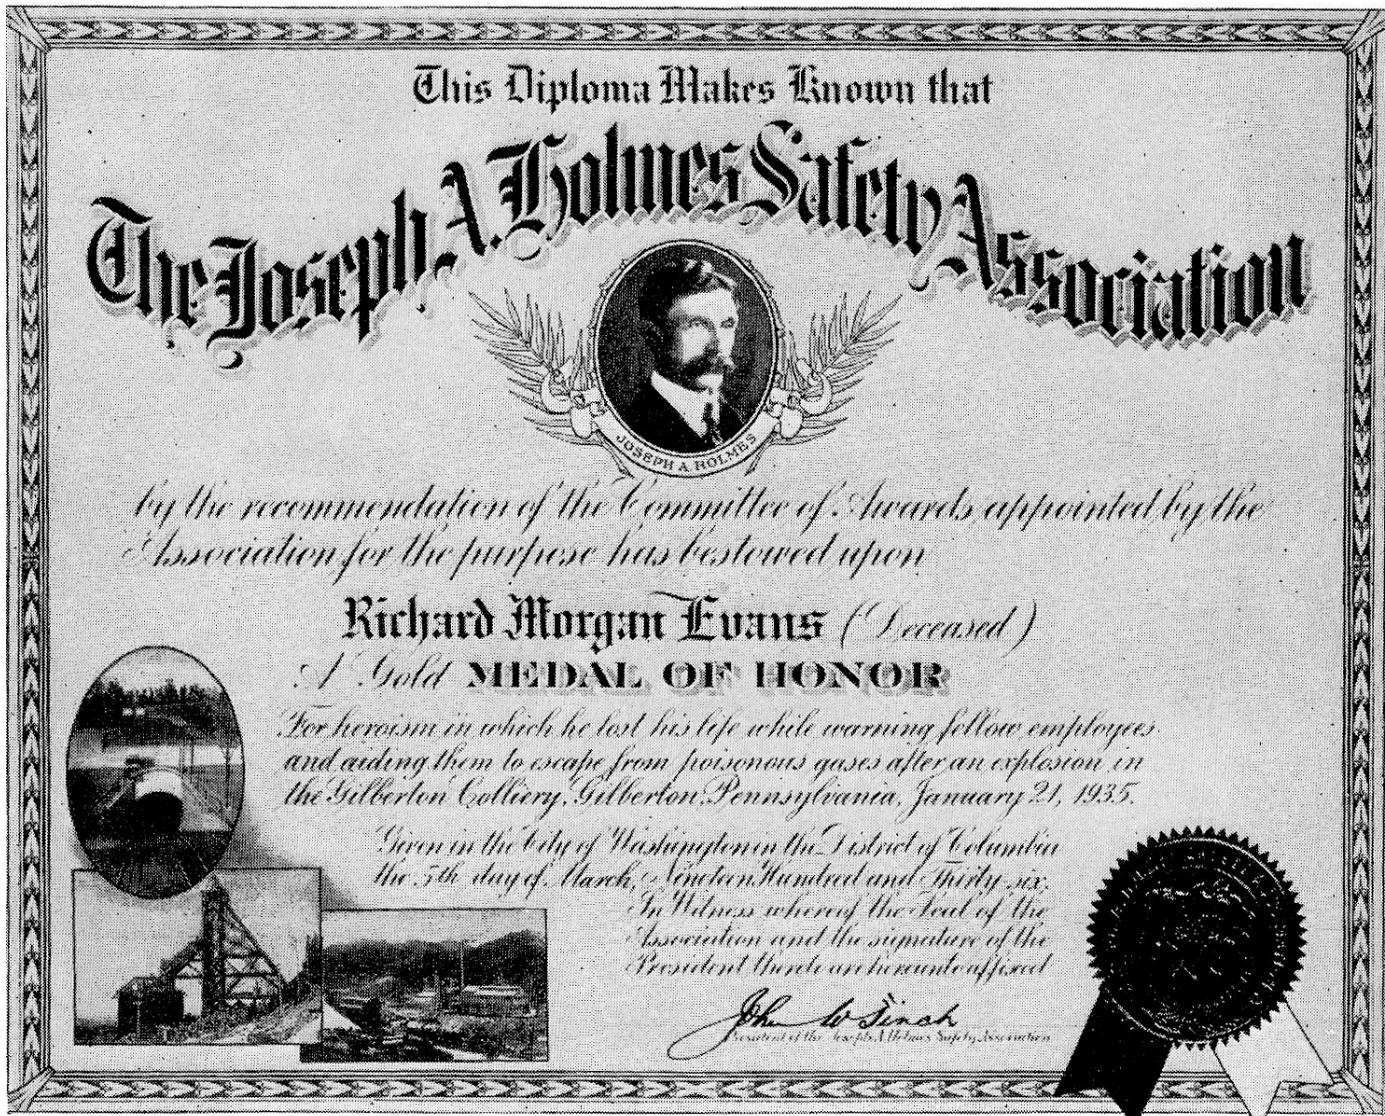 This Diploma Makes Known that
The Joseph A. Holmes Safety Association
JOSEPH A HOLMES
by the recommendation of the Committee of Awards appointed by the
Association for the purpose has bestowed upon
Richard Morgan Evans (Deceased)
A Gold MEDAL OF HONOR
For heroism in which he lost his life while warning fellow employees
and aiding them to escape from poisonous gases after an explosion in
the Gilberton Colliery, Gilberton, Pennsylvania, January 21, 1935.
Given in the City of Washington in the District of Columbia
the 5th day of March, Nineteen Hundred and Thirty six.
In Witness whereof the Seal of the
Association and the signature of the
President thereof are hereunto affixed
John W Finch
President of the Joseph A Holmes Safety Association